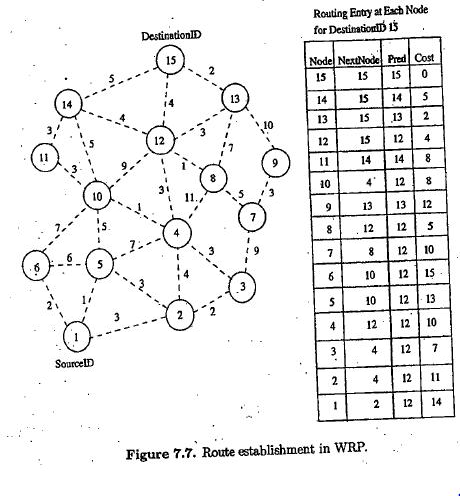 DestinationID
15
5
2
14
4
13
4
3
10
3
5
12
7
11
9
1
9
3
8
3
10
3
11
5
7
1
7
5
4
7
9
6
6
5
3
3
4
3
2
1
3
2
2
1
SourceID
Routing Entry at Each Node
for DestinationID 15
Node NextNode Pred Cost
15 15 15 0
14 15 14 5
13 15 13 2
12 15 12 4
11 14 14 8
10 4 12 8
9 13 13 12
8 12 12 5
7 8 12 10
6 10 12 15
5 10 12 13
4 12 12 10
3 4 12 7
2 4 12 11
1 2 12 14
Figure 7.7. Route establishment in WRP.